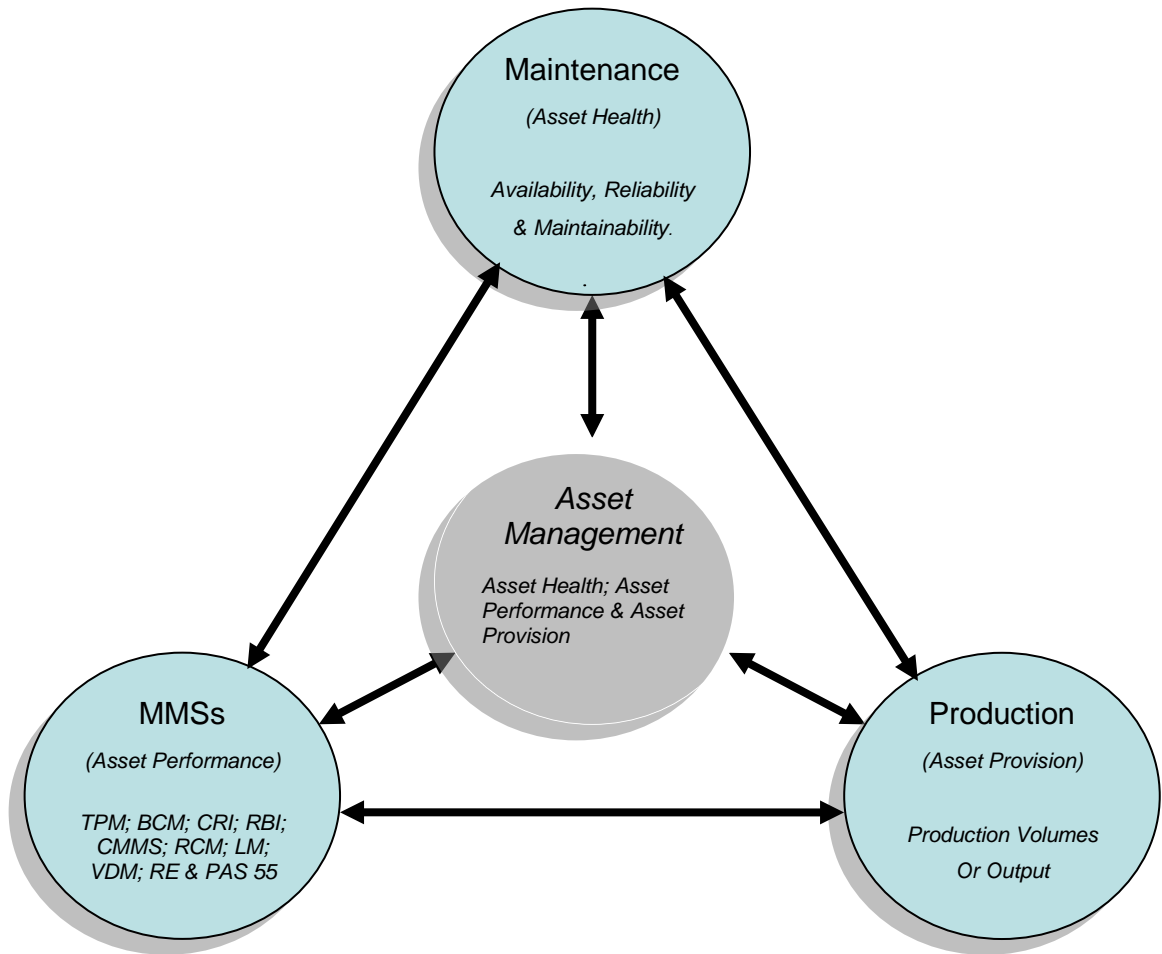 Maintenance
(Asset Health)
Availability, Reliability
& Maintainability.
.
Asset
Management
Asset Health; Asset
Performance & Asset
Provision
MMSs
(Asset Performance)
TPM; BCM; CRI; RBI;
CMMS; RCM; LM;
VDM; RE & PAS 55
Production
(Asset Provision)
Production Volumes
Or Output